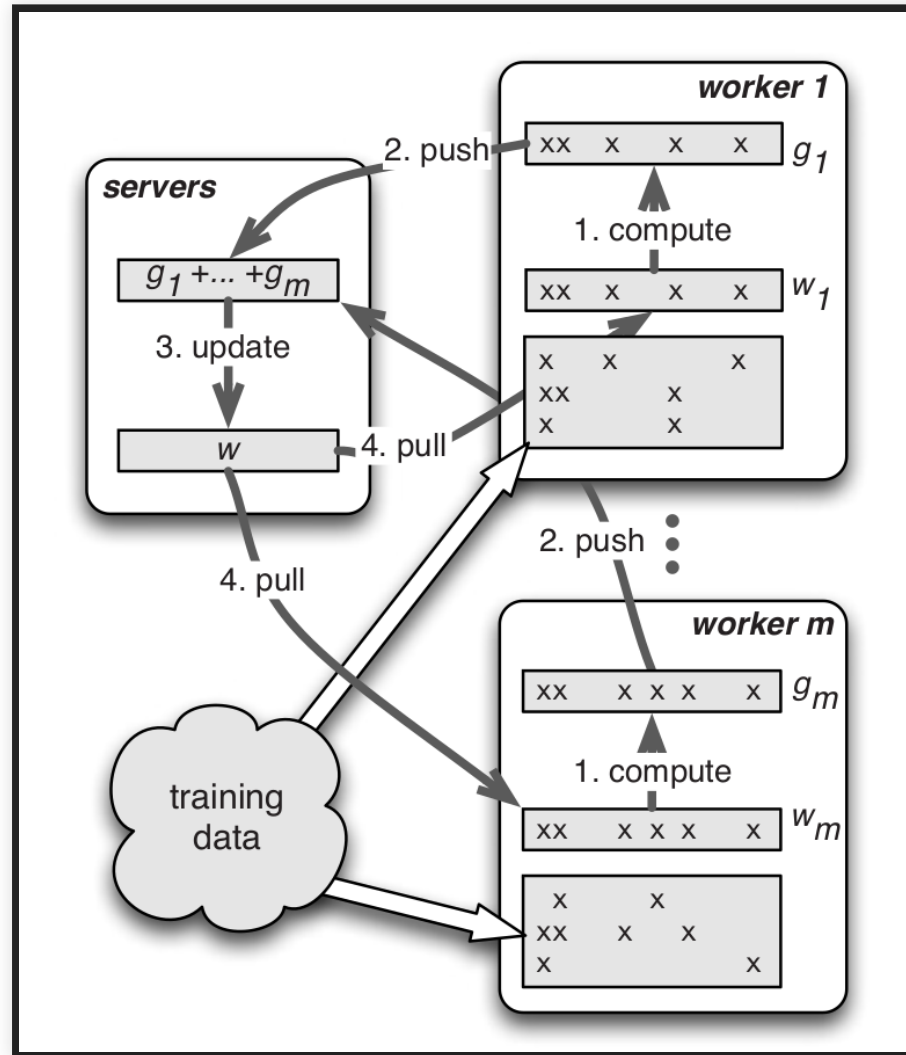 worker 1
xx x x x g1
2. push
servers
1. compute
g1 +... +gm
xx x x x w1
3. update
x x x
xx x
x x
w
4. pull
2. push
4. pull
worker m
xx x x x x gm
1. compute
training
data
xx x x x x wm
x x
xx x x
x x